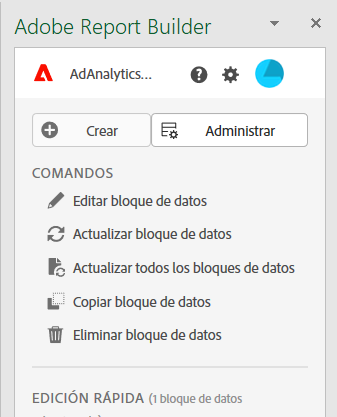 Adobe Report Builder
AdAnalytics...
Crear
Administrar
COMANDOS
Editar bloque de datos
Actualizar bloque de datos
Actualizar todos los bloques de datos
Copiar bloque de datos
Eliminar bloque de datos
EDICIÓN RÁPIDA (1 bloque de datos